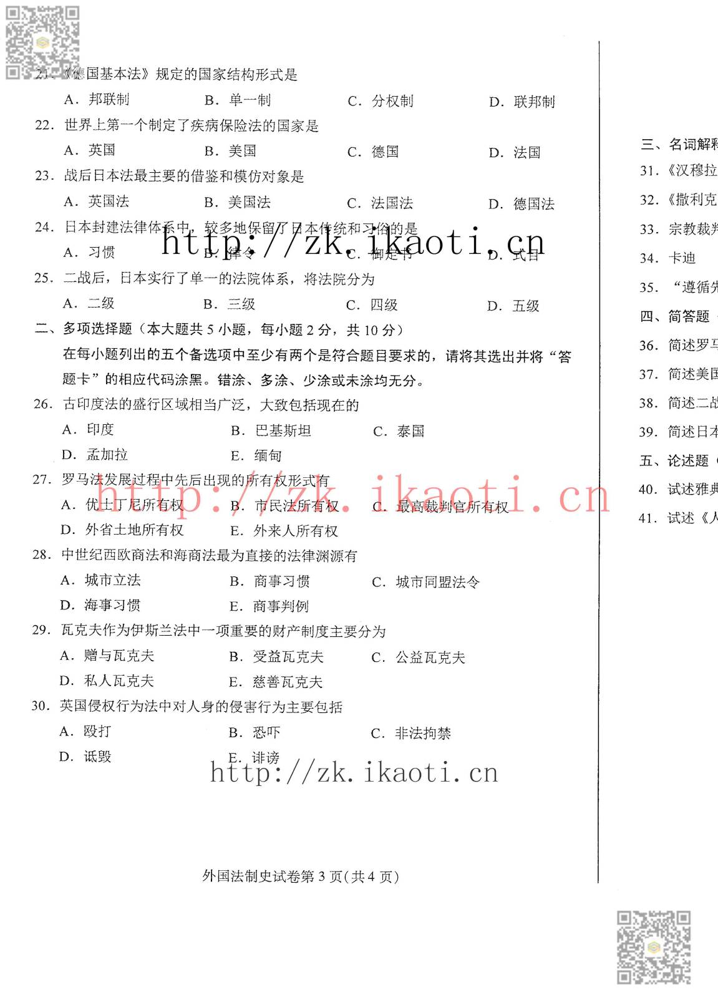 21．《德国基本法》规定的国家结构形式是
A．邦联制 B．单一制 C．分权制 D．联邦制
22．世界上第一个制定了疾病保险法的国家是
A．英国 B．美国 C．德国 D．法国
23．战后日本法最主要的借鉴和模仿对象是
A．英国法 B．美国法 C．法国法 D．德国法
24．日本封建法律体系中，较多地保留了日本传统和习俗的是
http://zk.ikaoti.cn
A．习惯 B．律令 C．御定书 D．式目
25．二战后，日本实行了单一的法院体系，将法院分为
A．二级 B．三级 C．四级 D．五级
二、多项选择题（本大题共 5 小题，每小题 2 分，共 10 分）
在每小题列出的五个备选项中至少有两个是符合题目要求的，请将其选出并将“答
题卡”的相应代码涂黑。错涂、多涂、少涂或未涂均无分。
26．古印度法的盛行区域相当广泛，大致包括现在的
A．印度 B．巴基斯坦 C．泰国
D．孟加拉 E．缅甸
27．罗马法发展过程中先后出现的所有权形式有
http://zk.ikaoti.cn
A．优士丁尼所有权 B．市民法所有权 C．最高裁判官所有权
D．外省土地所有权 E．外来人所有权
28．中世纪西欧商法和海商法最为直接的法律渊源有
A．城市立法 B．商事习惯 C．城市同盟法令
D．海事习惯 E．商事判例
29．瓦克夫作为伊斯兰法中一项重要的财产制度主要分为
A．赠与瓦克夫 B．受益瓦克夫 C．公益瓦克夫
D．私人瓦克夫 E．慈善瓦克夫
30．英国侵权行为法中对人身的侵害行为主要包括
A．殴打 B．恐吓 C．非法拘禁
D．诋毁 E．诽谤
http://zk.ikaoti.cn
外国法制史试卷第 3 页(共 4 页)
三、名词解释
31．《汉穆拉
32．《撒利克
33．宗教裁判
34．卡迪
35．“遵循先
四、简答题
36．简述罗马
37．简述美国
38．简述二战
39．简述日本
五、论述题（
40．试述雅典
41．试述《人